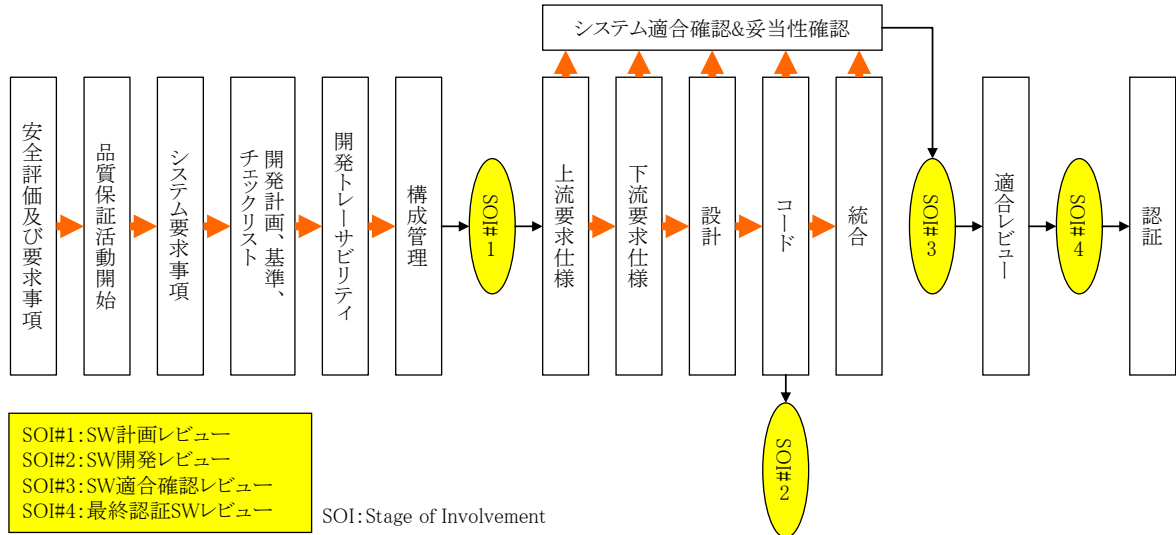 システム適合確認&妥当性確認
安全評価及び要求事項
品質保証活動開始
システム要求事項
開発計画、基準、
チェックリスト
開発トレーサビリティ
構成管理
SOI#1
上流要求仕様
下流要求仕様
設計
コード
統合
SOI#3
適合レビュー
SOI#4
認証
SOI#2
SOI#1:SW計画レビュー
SOI#2:SW開発レビュー
SOI#3:SW適合確認レビュー
SOI#4:最終認証SWレビュー
SOI:Stage of Involvement